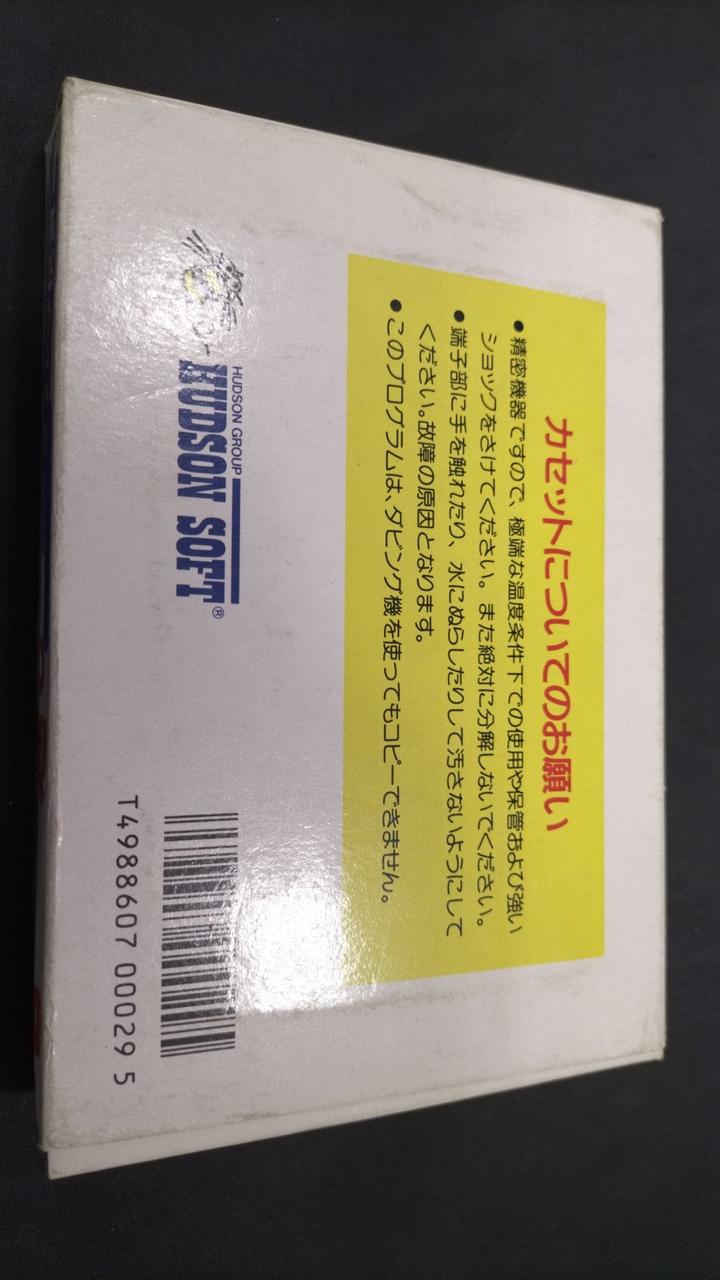 カセットについてのお願い
●精密機器ですので、極端な温度条件下での使用や保管および強い
ショックをさけてください。また絶対に分解しないでください。
●端子部に手を触れたり、水にぬらしたりして汚さないようにして
ください。故障の原因となります。
●このプログラムは、ダビング機を使ってもコピーできません。
HUDSON GROUP
HUDSON SOFT®
T4988607 000029 5